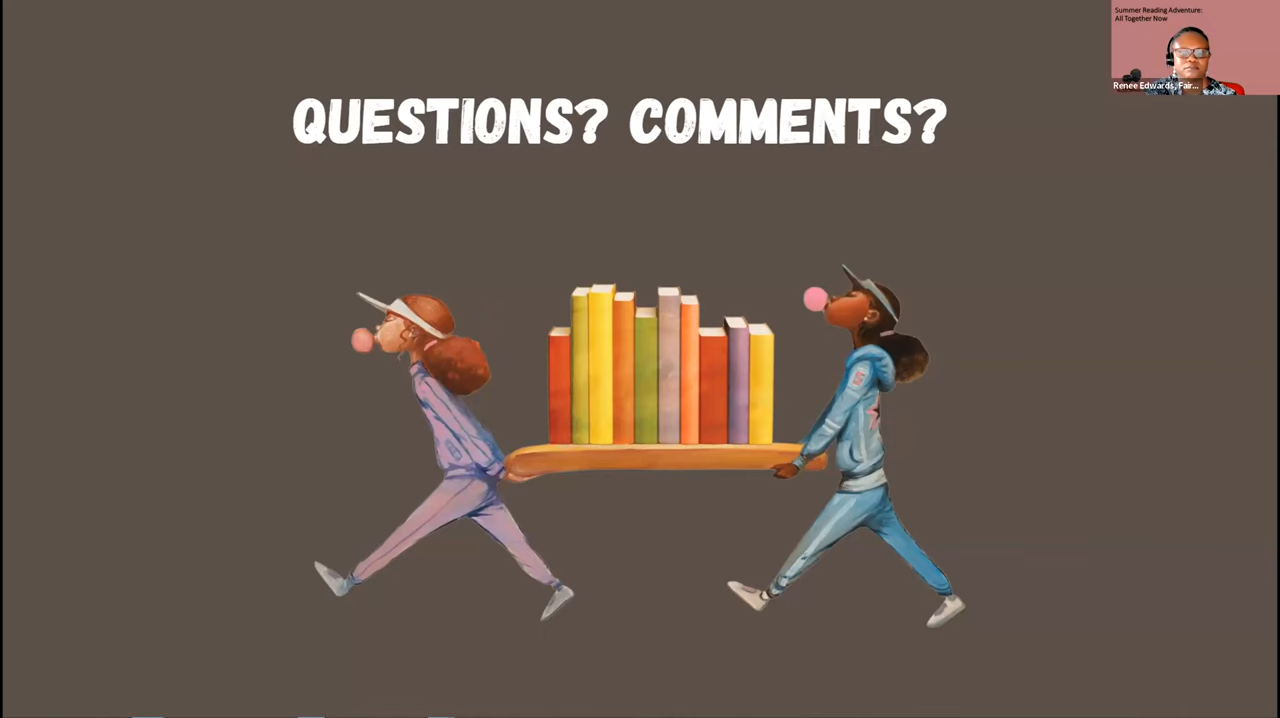 Summer Reading Adventure:
All Together Now
Renee Edwards, Fair...
QUESTIONS? COMMENTS?